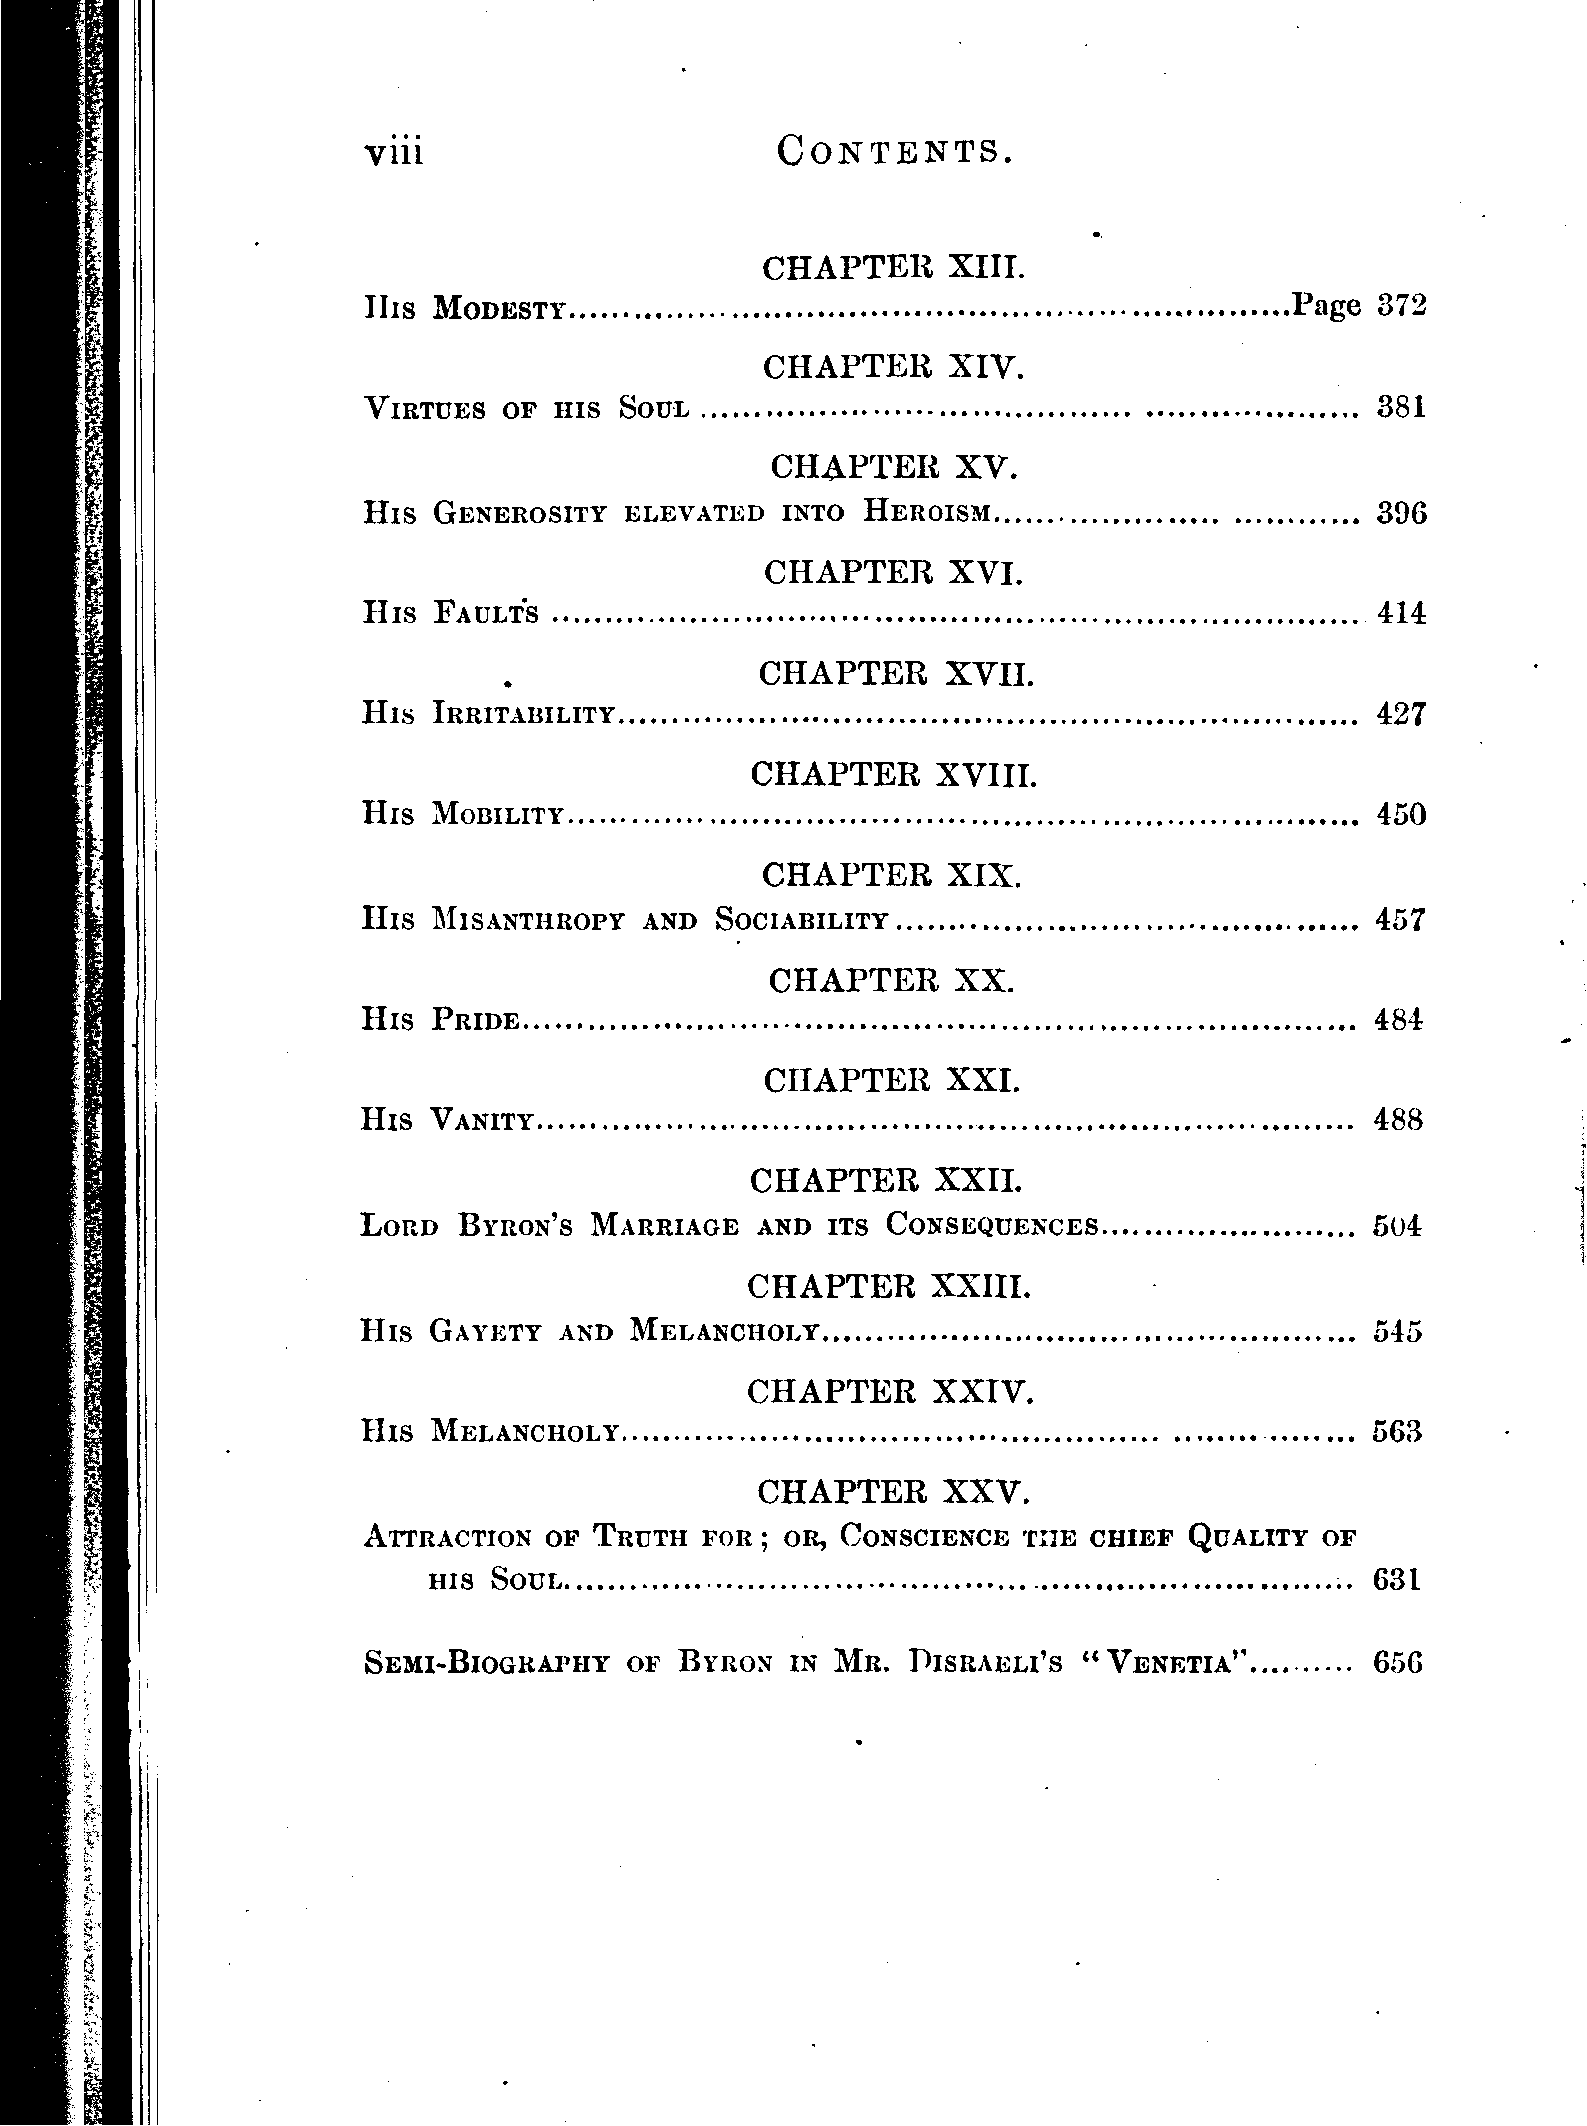 viii CONTENTS.
CHAPTER XIII.
HIS MODESTY.....Page 372
CHAPTER XIV.
VIRTUES OF HIS SOUL..... 381
CHAPTER XV.
HIS GENEROSITY ELEVATED INTO HEROISM..... 396
CHAPTER XVI.
HIS FAULTS..... 414
CHAPTER XVII.
HIS IRRITABILITY..... 427
CHAPTER XVIII.
HIS MOBILITY..... 450
CHAPTER XIX.
HIS MISANTHROPY AND SOCIABILITY..... 457
CHAPTER XX.
HIS PRIDE..... 484
CHAPTER XXI.
HIS VANITY..... 488
CHAPTER XXII.
LORD BYRON'S MARRIAGE AND ITS CONSEQUENCES..... 504
CHAPTER XXIII.
HIS GAYETY AND MELANCHOLY..... 545
CHAPTER XXIV.
HIS MELANCHOLY..... 563
CHAPTER XXV.
ATTRACTION OF TRUTH FOR; OR, CONSCIENCE THE CHIEF QUALITY OF
HIS SOUL..... 631
SEMI-BIOGRAPHY OF BYRON IN MR. DISRAELI'S "VENETIA"..... 656